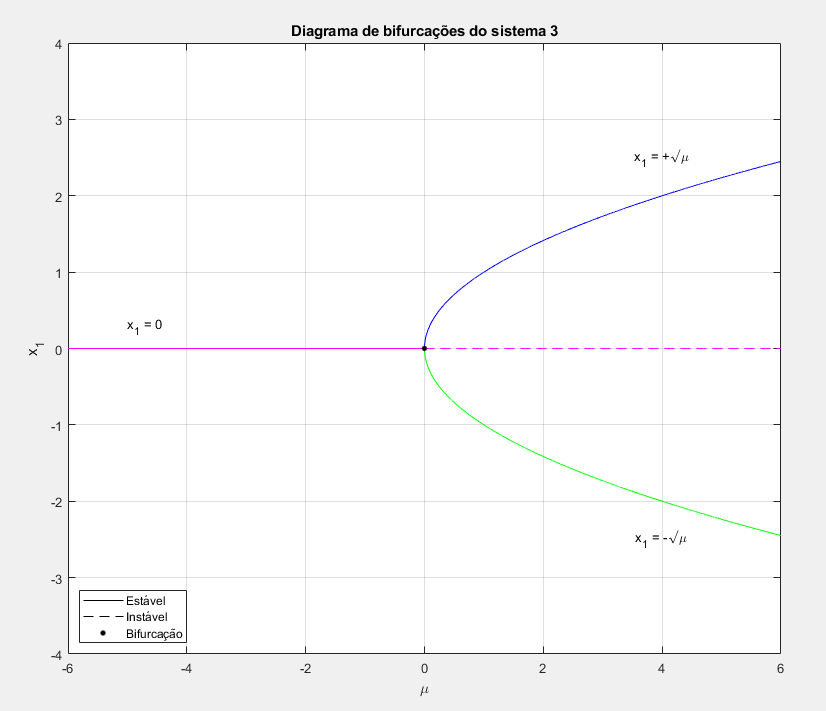 Diagrama de bifurcações do sistema 3
4
3
x₁ = +√μ
2
1
x₁ = 0
x₁
0
-1
-2
x₁ = -√μ
-3
Estável
Instável
Bifurcação
-4
-6 -4 -2 0 2 4 6
μ